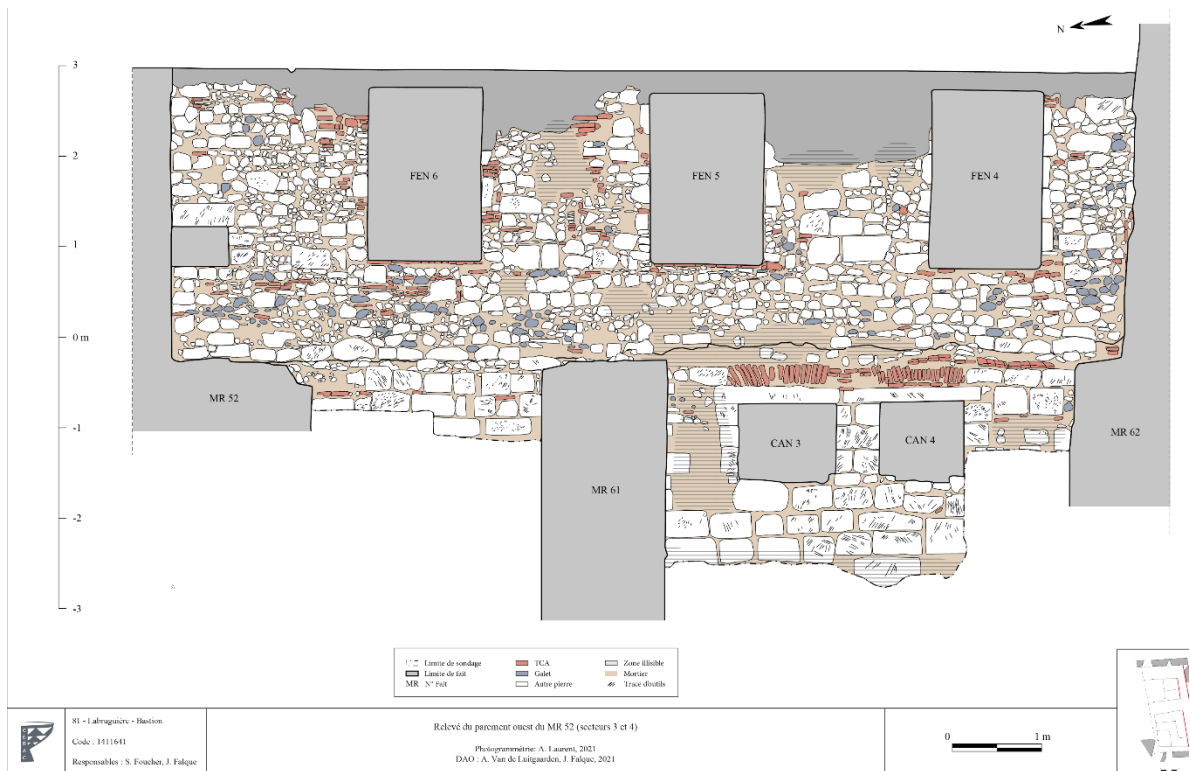 N
3
2
1
0 m
-1
-2
-3
FEN 6
FEN 5
FEN 4
MR 52
MR 61
CAN 3
CAN 4
MR 62
Limite de sondage
Limite de fait
MR N° Fait
TCA
Galet
Autre pierre
Zone illisible
Mortier
Trace d'outils
CERAC
81 - Labruguière - Bastion
Code : 1411641
Responsables : S. Foucher, J. Falque
Relevé du parement ouest du MR 52 (secteurs 3 et 4)
Photogrammétrie: A. Laurent, 2021
DAO : A. Van de Luitgaarden, J. Falque, 2021
0 1 m